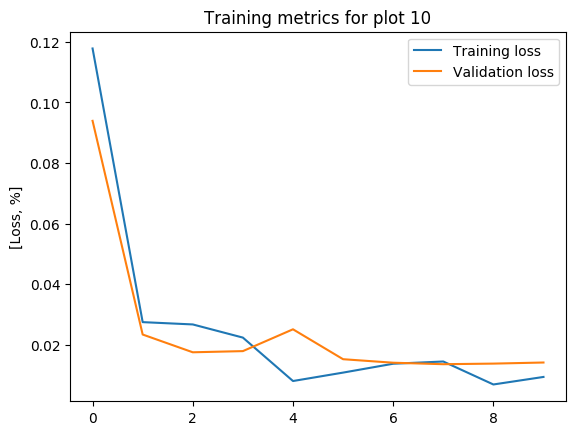 Training metrics for plot 10
Training loss
Validation loss
[Loss, %]
0.12
0.10
0.08
0.06
0.04
0.02
0 2 4 6 8